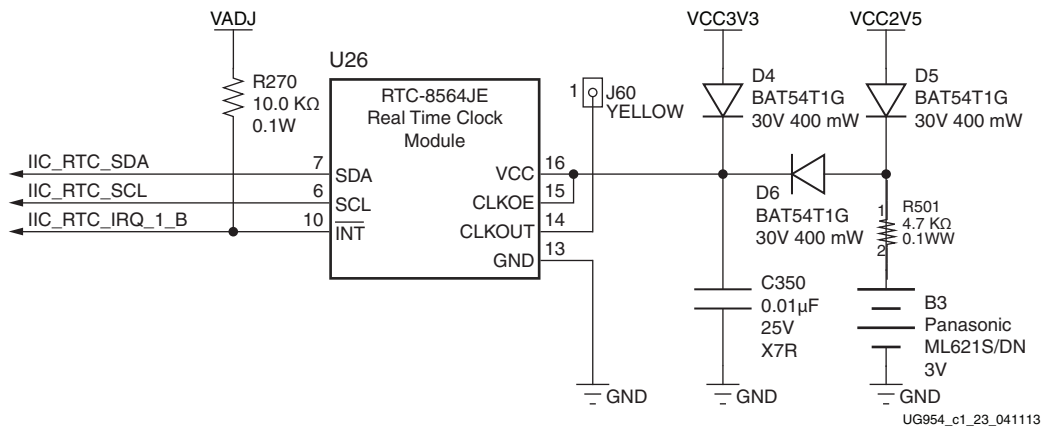 VADJ
VCC3V3
VCC2V5
U26
R270
10.0 KΩ
0.1W
RTC-8564JE
Real Time Clock
Module
1
J60
YELLOW
D4
BAT54T1G
30V 400 mW
D5
BAT54T1G
30V 400 mW
IIC_RTC_SDA
7
SDA
VCC
16
IIC_RTC_SCL
6
SCL
CLKOE
15
IIC_RTC_IRQ_1_B
10
INT
CLKOUT
14
GND
13
D6
BAT54T1G
30V 400 mW
1
R501
4.7 KΩ
0.1WW
2
C350
0.01µF
25V
X7R
B3
Panasonic
ML621S/DN
3V
GND
GND
GND
UG954_c1_23_041113